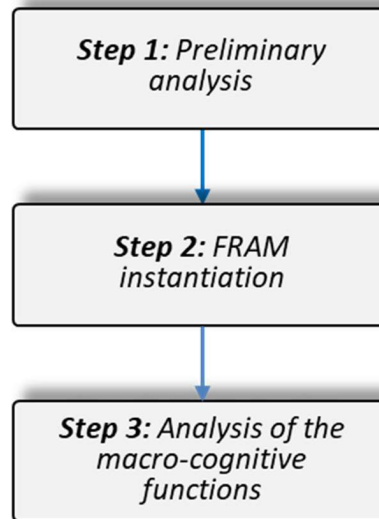 Step 1: Preliminary
analysis
Step 2: FRAM
instantiation
Step 3: Analysis of the
macro-cognitive
functions